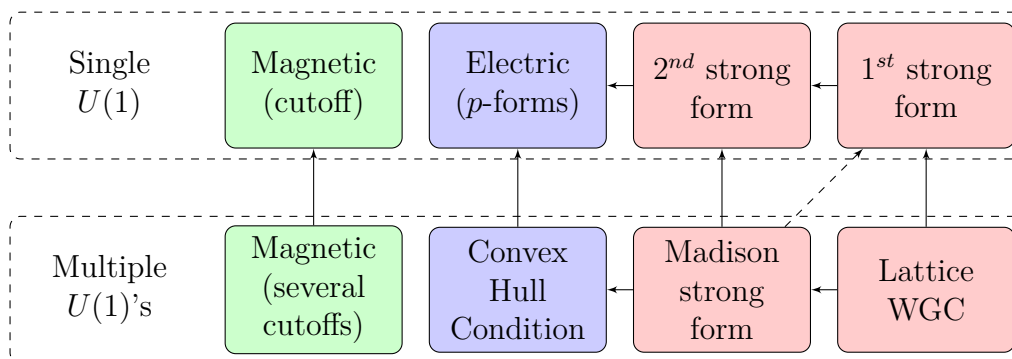 Single
U(1)
Magnetic
(cutoff)
Electric
(p-forms)
2nd strong
form
1st strong
form
Multiple
U(1)'s
Magnetic
(several
cutoffs)
Convex
Hull
Condition
Madison
strong
form
Lattice
WGC